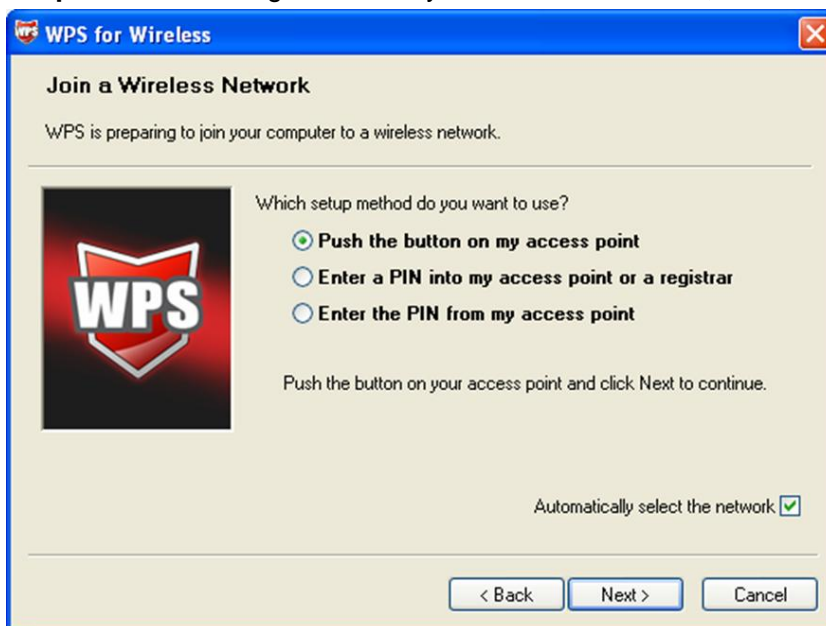 WPS for Wireless
Join a Wireless Network
WPS is preparing to join your computer to a wireless network.
WPS
Which setup method do you want to use?
Push the button on my access point
Enter a PIN into my access point or a registrar
Enter the PIN from my access point
Push the button on your access point and click Next to continue.
Automatically select the network
< Back
Next >
Cancel